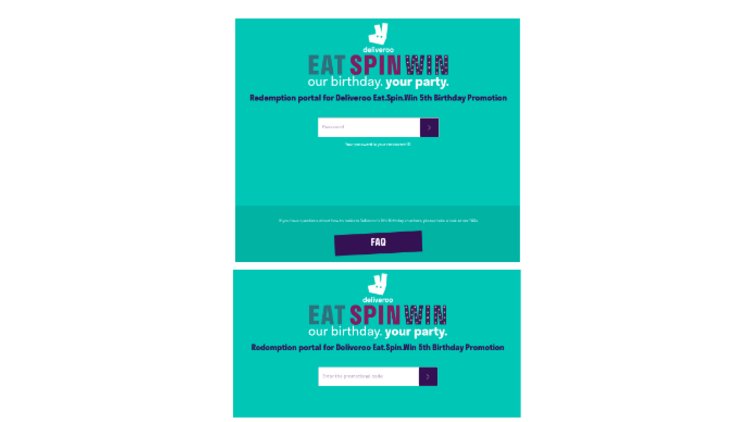 deliveroo
EAT SPIN WIN
our birthday. your party.
Redemption portal for Deliveroo Eat.Spin.Win 5th Birthday Promotion
Password
Your password is your restaurant ID
If you have questions about how to redeem Deliveroo's 5th Birthday vouchers, please take a look at our FAQs.
FAQ
deliveroo
EAT SPIN WIN
our birthday. your party.
Redemption portal for Deliveroo Eat.Spin.Win 5th Birthday Promotion
Enter the promotional code